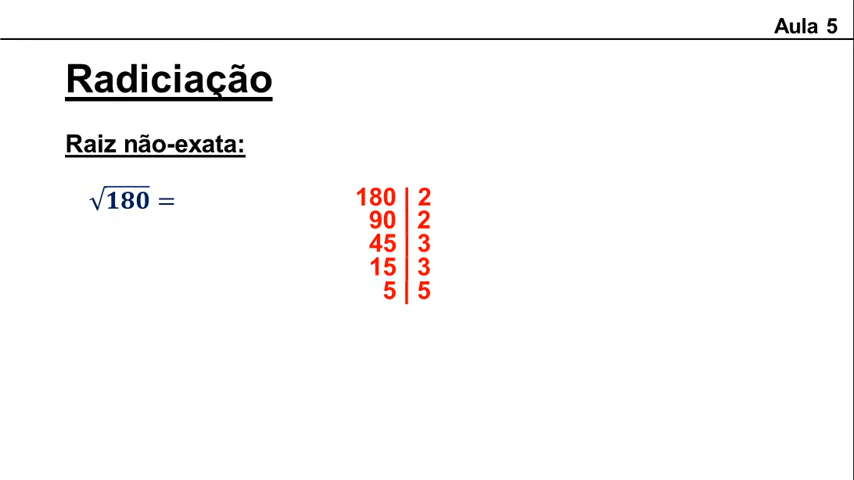 Aula 5
Radiciação
Raiz não-exata:
√180 =
180 | 2
90 | 2
45 | 3
15 | 3
5 | 5